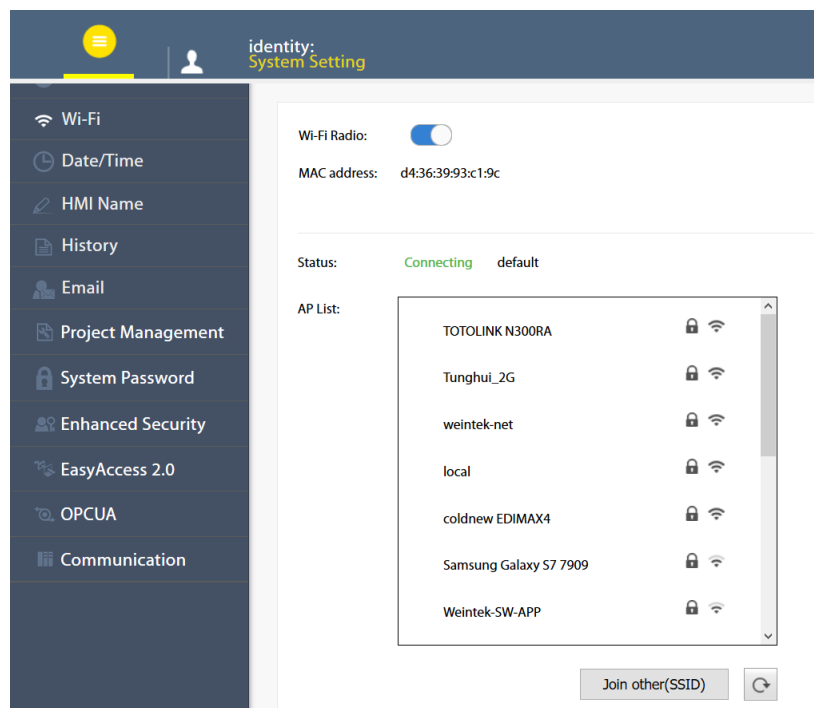 identity:
System Setting
Wi-Fi
Date/Time
HMI Name
History
Email
Project Management
System Password
Enhanced Security
EasyAccess 2.0
OPCUA
Communication
Wi-Fi Radio:
MAC address: d4:36:39:93:c1:9c
Status: Connecting default
AP List:
TOTOLINK N300RA
Tunghui_2G
weintek-net
local
coldnew EDIMAX4
Samsung Galaxy S7 7909
Weintek-SW-APP
Join other(SSID)